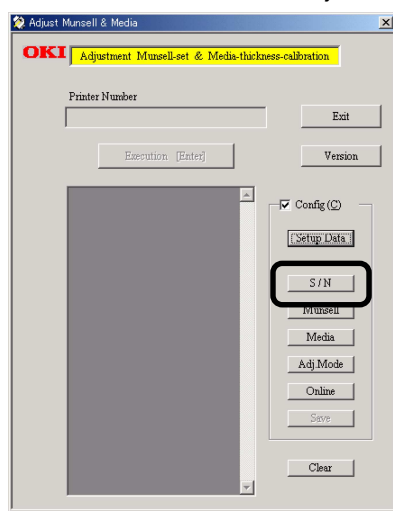 Adjust Munsell & Media
OKI
Adjustment Munsell-set & Media-thickness-calibration
Printer Number
Exit
Execution [Enter]
Version
Config (C)
Setup Data
S / N
Munsell
Media
Adj.Mode
Online
Save
Clear